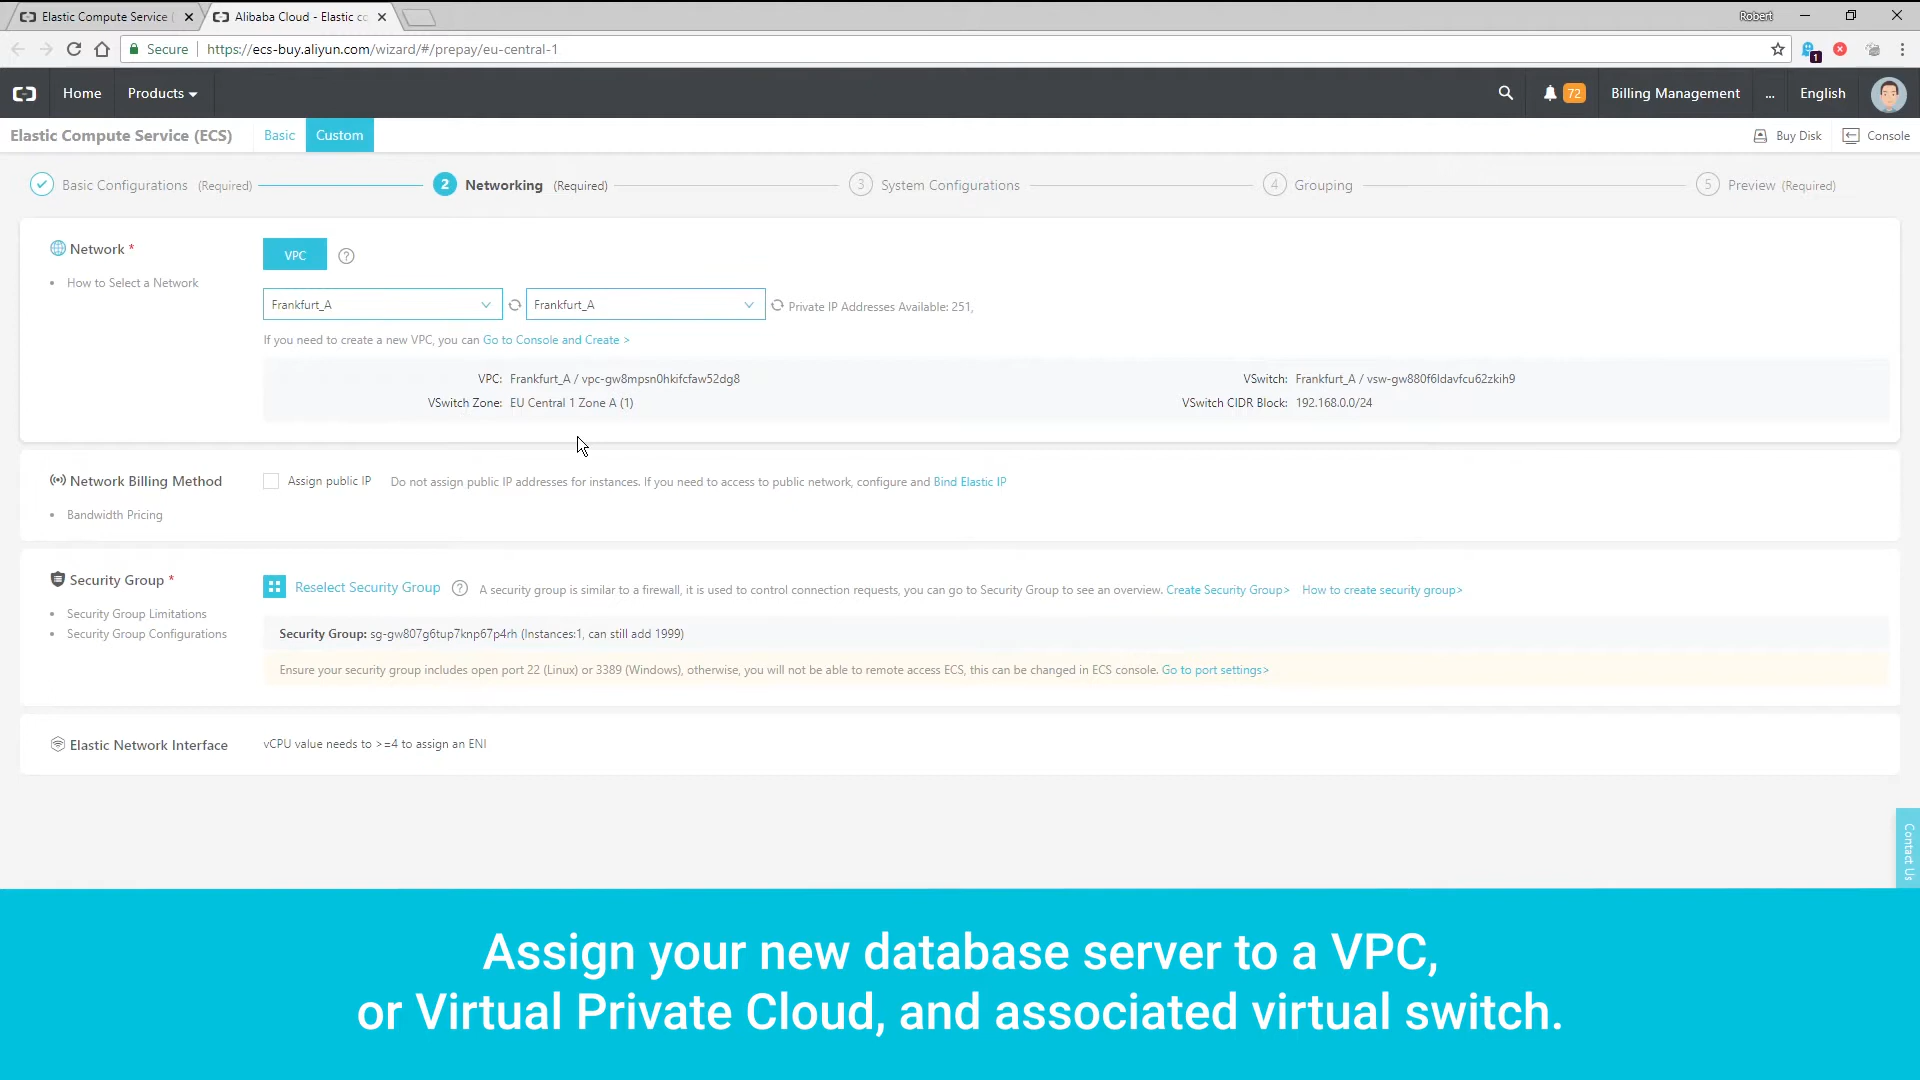 Elastic Compute Service (
Alibaba Cloud - Elastic co
Robert
Secure
https://ecs-buy.aliyun.com/wizard/#/prepay/eu-central-1
1
Home
Products
72
Billing Management
...
English
Elastic Compute Service (ECS)
Basic
Custom
Buy Disk
Console
Basic Configurations (Required)
2 Networking (Required)
3 System Configurations
4 Grouping
5 Preview (Required)
Network *
VPC
How to Select a Network
Frankfurt_A
Frankfurt_A
Private IP Addresses Available: 251,
If you need to create a new VPC, you can Go to Console and Create >
VPC: Frankfurt_A / vpc-gw8mpsn0hkifcfaw52dg8
VSwitch: Frankfurt_A / vsw-gw880f6ldavfcu62zkih9
VSwitch Zone: EU Central 1 Zone A (1)
VSwitch CIDR Block: 192.168.0.0/24
Network Billing Method
Assign public IP
Do not assign public IP addresses for instances. If you need to access to public network, configure and Bind Elastic IP
Bandwidth Pricing
Security Group *
Reselect Security Group
A security group is similar to a firewall, it is used to control connection requests, you can go to Security Group to see an overview. Create Security Group> How to create security group>
Security Group Limitations
Security Group Configurations
Security Group: sg-gw807g6tup7knp67p4rh (Instances:1, can still add 1999)
Ensure your security group includes open port 22 (Linux) or 3389 (Windows), otherwise, you will not be able to remote access ECS, this can be changed in ECS console. Go to port settings>
Elastic Network Interface
vCPU value needs to >=4 to assign an ENI
Contact Us
Assign your new database server to a VPC,
or Virtual Private Cloud, and associated virtual switch.